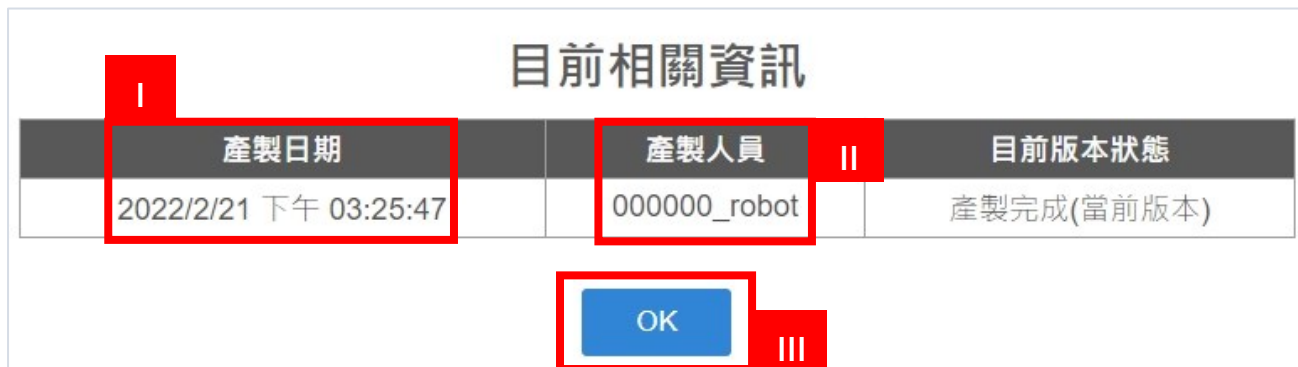 目前相關資訊
I
產製日期 產製人員 II 目前版本狀態
2022/2/21 下午 03:25:47 000000_robot 產製完成(當前版本)
OK
III